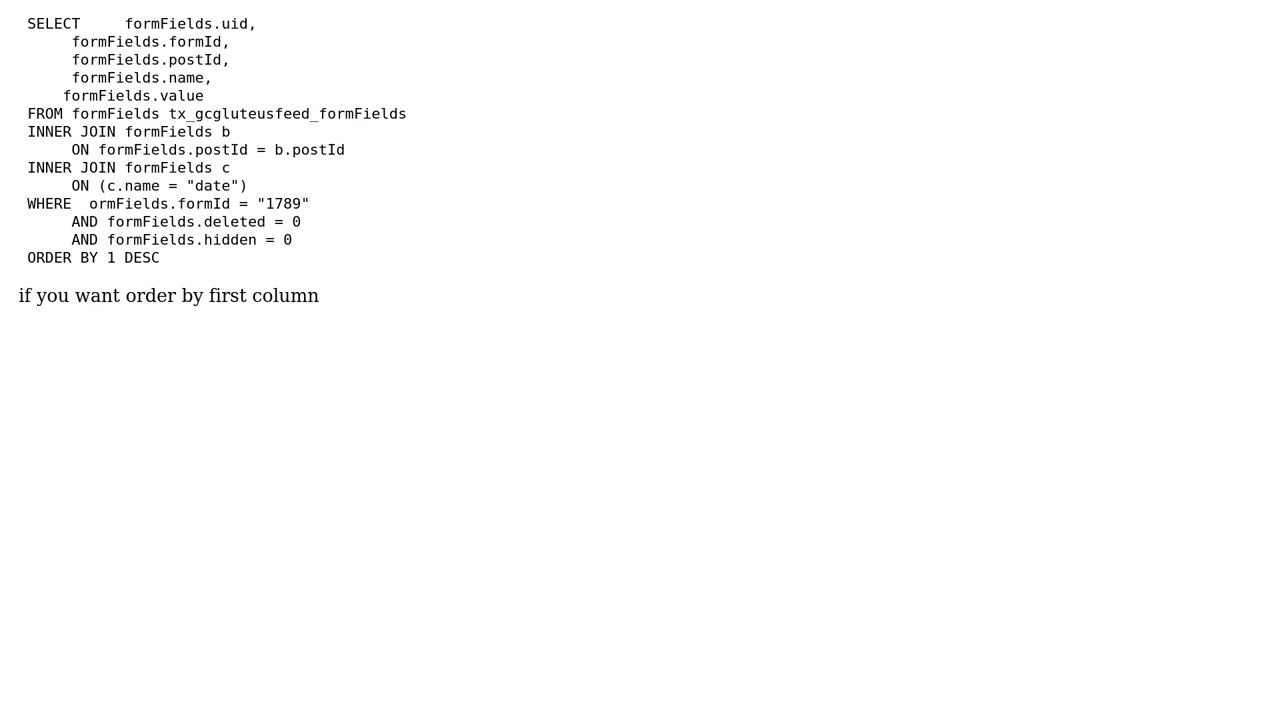 SELECT     formFields.uid,
     formFields.formId,
     formFields.postId,
     formFields.name,
    formFields.value
FROM formFields tx_gcgluteusfeed_formFields
INNER JOIN formFields b
     ON formFields.postId = b.postId
INNER JOIN formFields c
     ON (c.name = "date")
WHERE  ormFields.formId = "1789"
     AND formFields.deleted = 0
     AND formFields.hidden = 0
ORDER BY 1 DESC
if you want order by first column